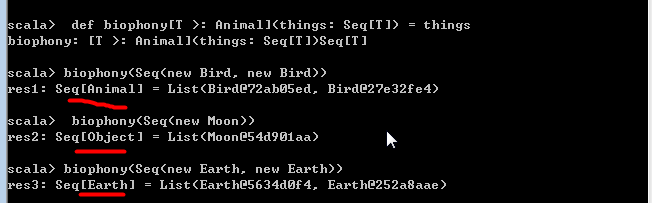 scala>  def biophony[T >: Animal](things: Seq[T]) = things
biophony: [T >: Animal](things: Seq[T])Seq[T]
scala> biophony(Seq(new Bird, new Bird))
res1: Seq[Animal] = List(Bird@72ab05ed, Bird@27e32fe4)
scala>  biophony(Seq(new Moon))
res2: Seq[Object] = List(Moon@54d901aa)
scala> biophony(Seq(new Earth, new Earth))
res3: Seq[Earth] = List(Earth@5634d0f4, Earth@252a8aae)